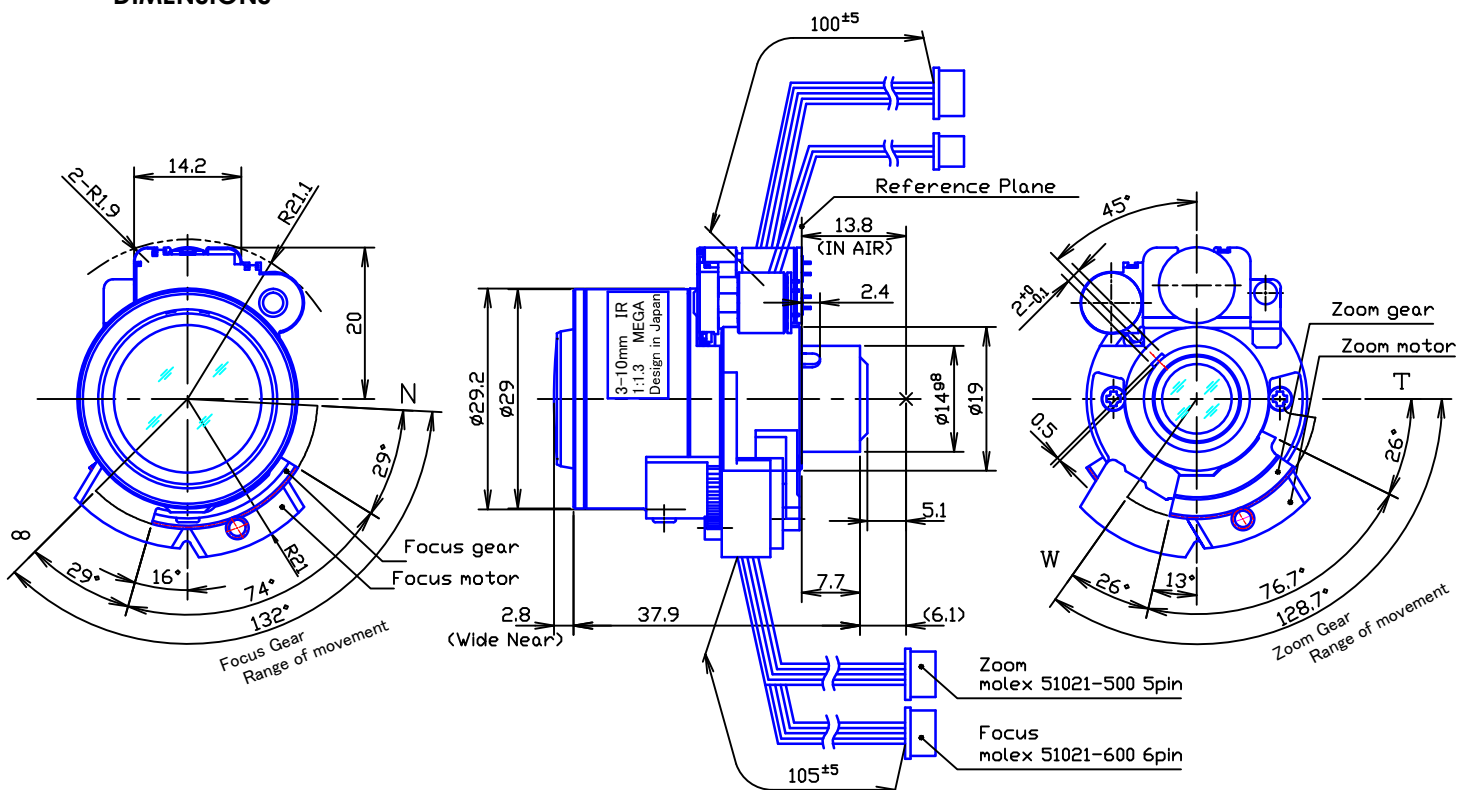 DIMENSIONS
100±5
14.2
2-R1.9
R21.1
20
N
29°
∞
29°
16°
74°
132°
R21
Focus gear
Focus motor
Focus Gear
Range of movement
Reference Plane
13.8
(IN AIR)
2.4
3-10mm IR
1:1.3 MEGA
Design in Japan
ø29.2
ø29
ø14⁹⁸
ø19
5.1
7.7
2.8
(Wide Near)
37.9
(6.1)
Zoom
molex 51021-500 5pin
Focus
molex 51021-600 6pin
105±5
45°
2+0 -0.1
0.5
Zoom gear
Zoom motor
T
26°
W
26°
13°
76.7°
128.7°
Zoom Gear
Range of movement